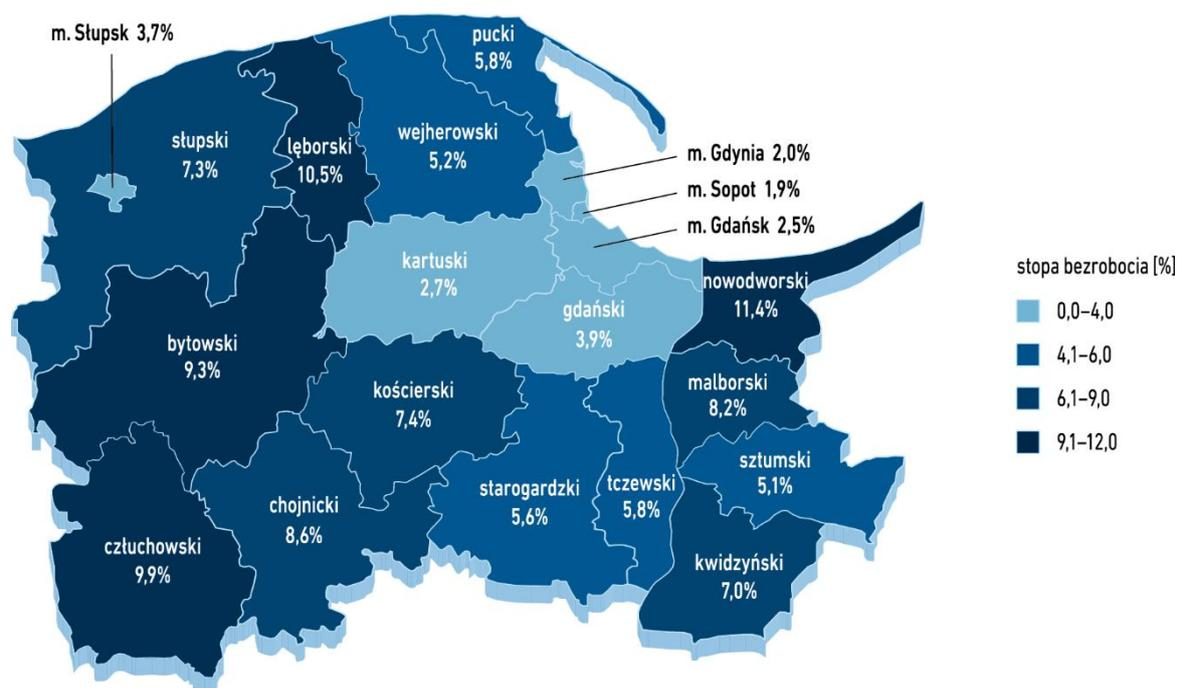 m. Słupsk 3,7%
pucki
5,8%
słupski
7,3%
lęborski
10,5%
wejherowski
5,2%
m. Gdynia 2,0%
m. Sopot 1,9%
m. Gdańsk 2,5%
kartuski
2,7%
gdański
3,9%
nowodworski
11,4%
bytowski
9,3%
kościerski
7,4%
malborski
8,2%
sztumski
5,1%
starogardzki
5,6%
tczewski
5,8%
chojnicki
8,6%
człuchowski
9,9%
kwidzyński
7,0%
stopa bezrobocia [%]
0,0–4,0
4,1–6,0
6,1–9,0
9,1–12,0